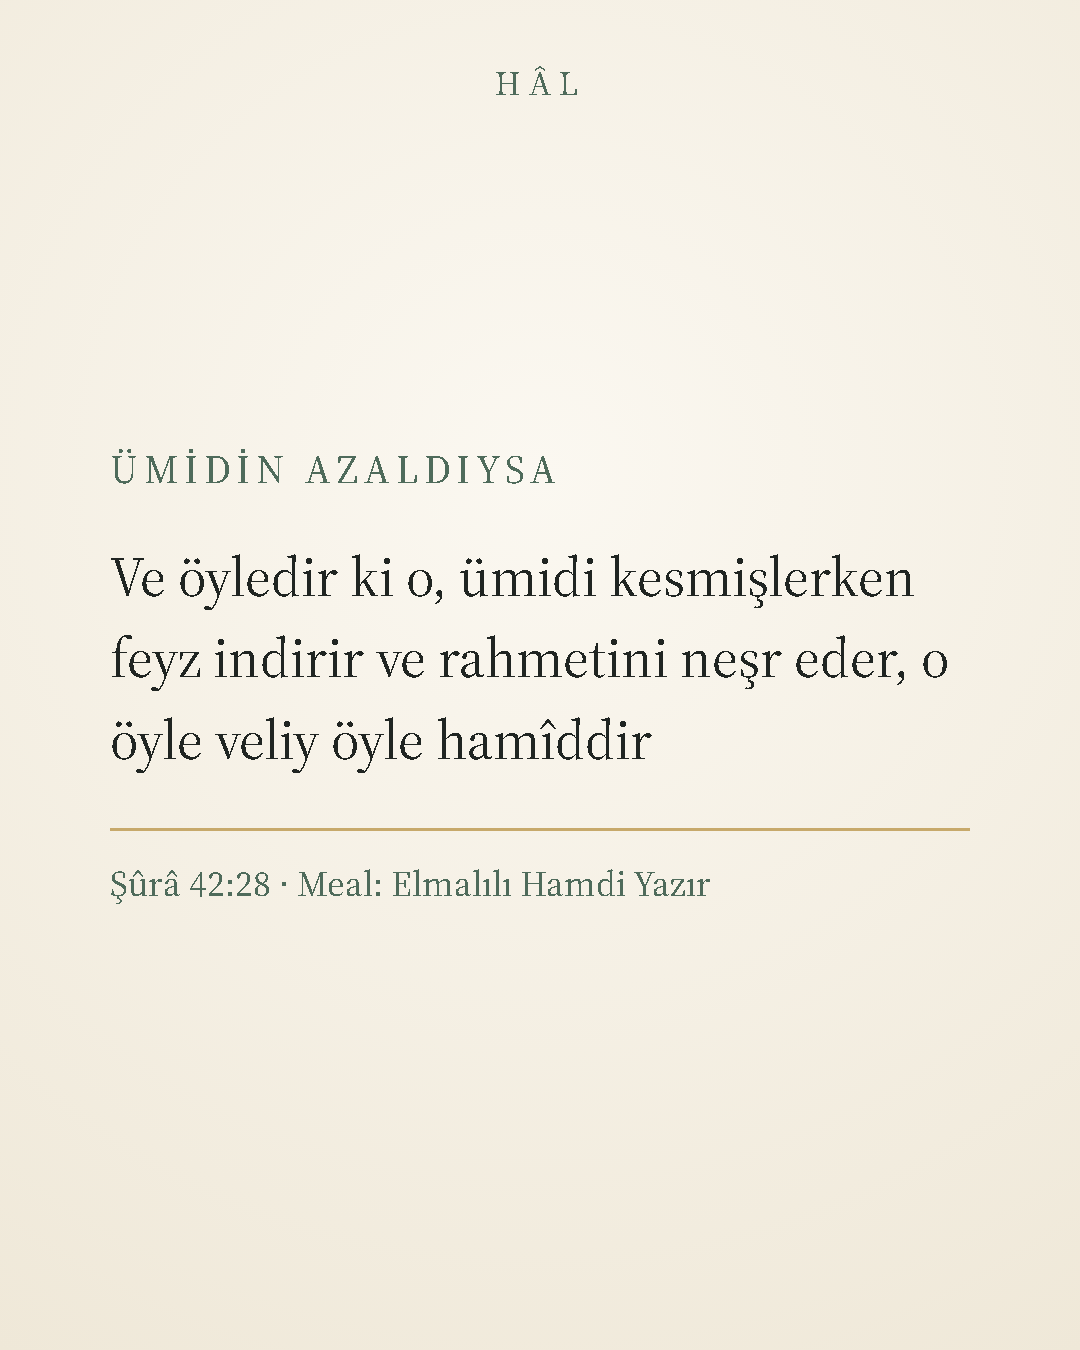 HÂL
ÜMİDİN AZALDIYSA
Ve öyledir ki o, ümidi kesmişlerken
feyz indirir ve rahmetini neşr eder, o
öyle veliy öyle hamîddir
Şûrâ 42:28 · Meal: Elmalılı Hamdi Yazır